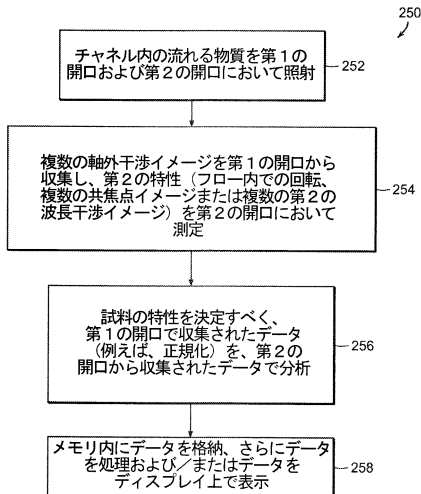 250
チャネル内の流れる物質を第１の
開口および第２の開口において照射
252
複数の軸外干渉イメージを第１の開口から
収集し、第２の特性（フロー内での回転、
複数の共焦点イメージまたは複数の第２の
波長干渉イメージ）を第２の開口において
測定
254
試料の特性を決定すべく、
第１の開口で収集されたデータ
（例えば、正規化）を、第２の
開口から収集されたデータで分析
256
メモリ内にデータを格納、さらにデータ
を処理および／またはデータを
ディスプレイ上で表示
258